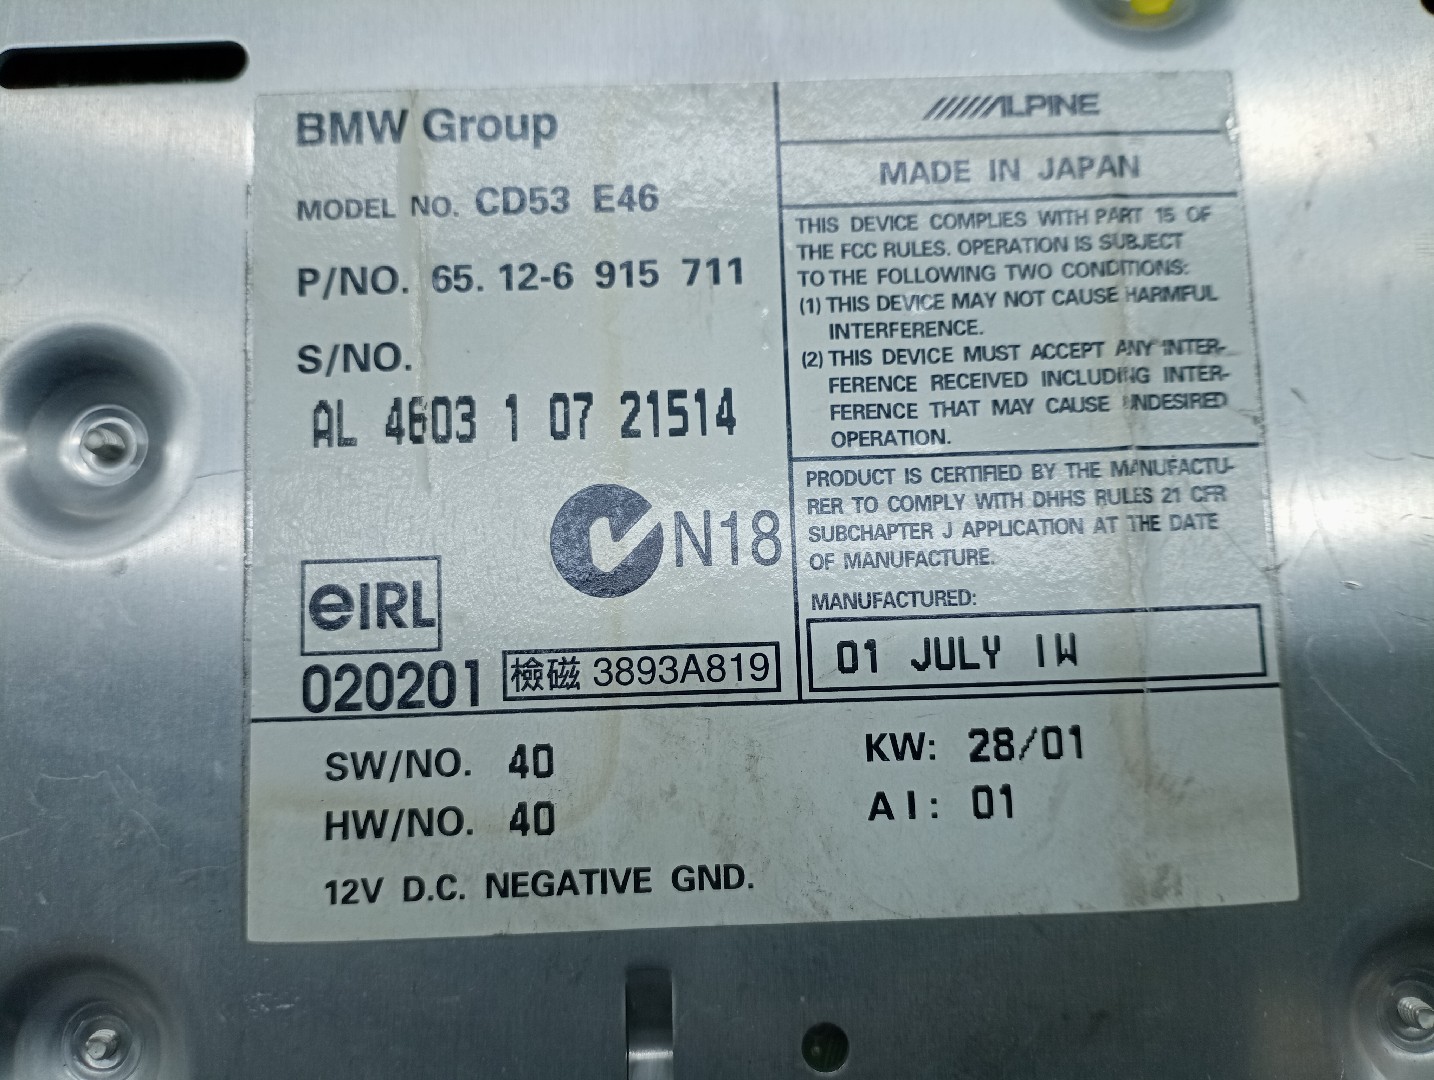 BMW Group
MODEL NO. CD53 E46
P/NO. 65. 12-6 915 711
S/NO.
AL 4603 1 07 21514
N18
eIRL
020201
檢磁 3893A819
ALPINE
MADE IN JAPAN
THIS DEVICE COMPLIES WITH PART 15 OF
THE FCC RULES. OPERATION IS SUBJECT
TO THE FOLLOWING TWO CONDITIONS:
(1) THIS DEVICE MAY NOT CAUSE HARMFUL
INTERFERENCE.
(2) THIS DEVICE MUST ACCEPT ANY INTER-
FERENCE RECEIVED INCLUDING INTER-
FERENCE THAT MAY CAUSE UNDESIRED
OPERATION.
PRODUCT IS CERTIFIED BY THE MANUFACTU-
RER TO COMPLY WITH DHHS RULES 21 CFR
SUBCHAPTER J APPLICATION AT THE DATE
OF MANUFACTURE.
MANUFACTURED:
01 JULY IW
SW/NO. 40
HW/NO. 40
12V D.C. NEGATIVE GND.
KW: 28/01
AI: 01